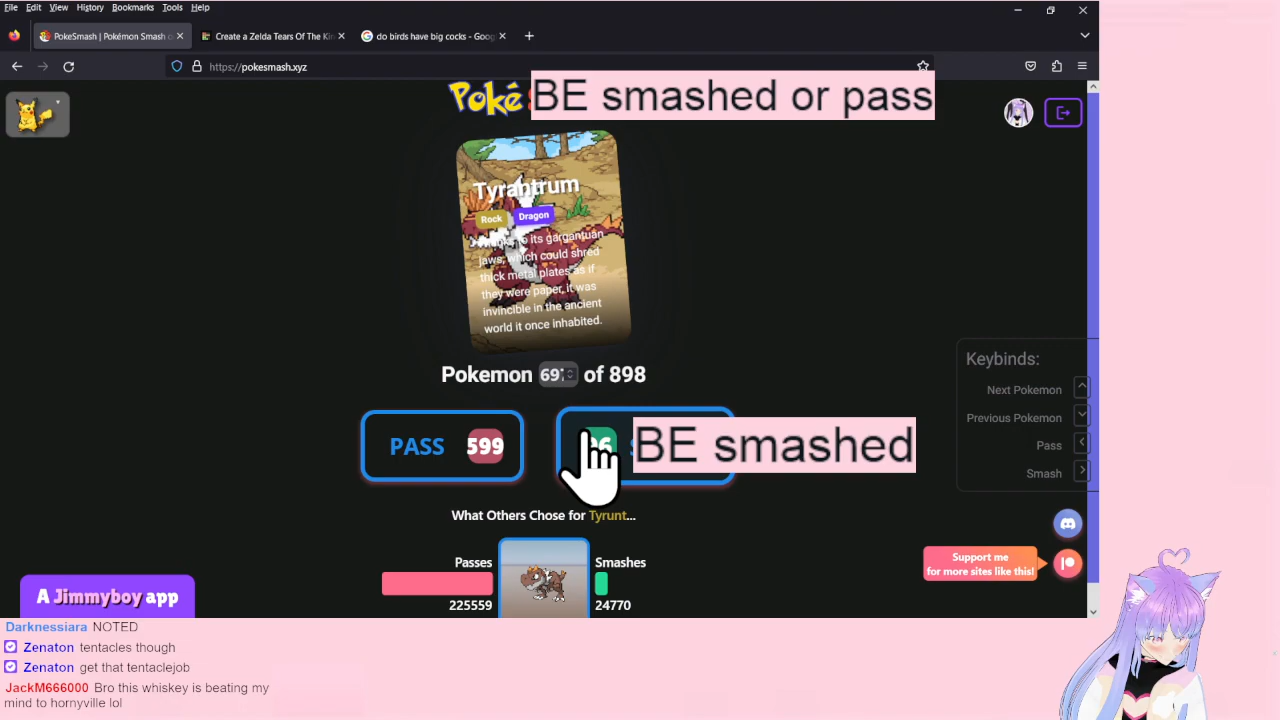 File Edit View History Bookmarks Tools Help
PokeSmash | Pokémon Smash o
Create a Zelda Tears Of The Kin
do birds have big cocks - Goog
https://pokesmash.xyz
Poké
BE smashed or pass
Tyrantrum
Rock Dragon
to its gargantuan
jaws, which could shred
thick metal plates as if
they were paper, it was
invincible in the ancient
world it once inhabited.
Pokemon 697 of 898
PASS 599
BE smashed
Keybinds:
Next Pokemon
Previous Pokemon
Pass
Smash
What Others Chose for Tyrunt...
Passes
Smashes
225559
24770
Support me
for more sites like this!
A Jimmyboy app
Darknessiara NOTED
Zenaton tentacles though
Zenaton get that tentaclejob
JackM666000 Bro this whiskey is beating my
mind to hornyville lol